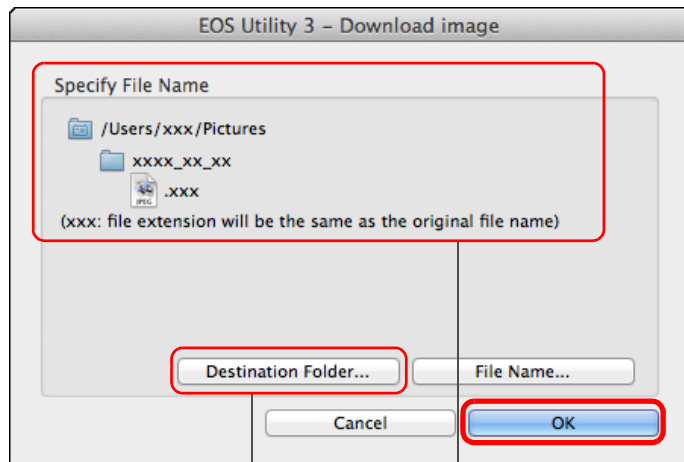 EOS Utility 3 – Download image
Specify File Name
/Users/xxx/Pictures
xxxx_xx_xx
JPEG
.xxx
(xxx: file extension will be the same as the original file name)
Destination Folder...
File Name...
Cancel
OK